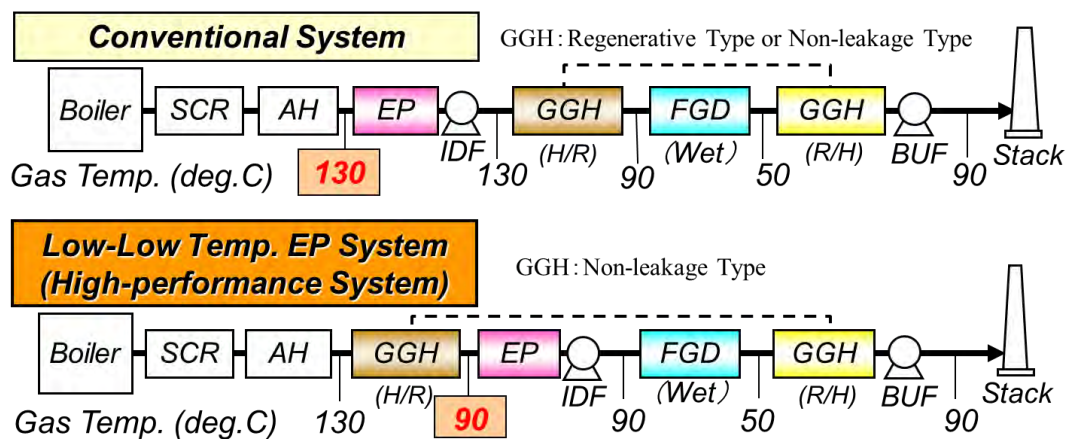 Conventional System
GGH：Regenerative Type or Non-leakage Type
Boiler
SCR
AH
EP
IDF
GGH
(H/R)
FGD
(Wet）
GGH
(R/H)
BUF
Stack
Gas Temp. (deg.C)
130
130
90
50
90
Low-Low Temp. EP System
(High-performance System)
GGH：Non-leakage Type
Boiler
SCR
AH
GGH
(H/R)
EP
IDF
FGD
(Wet）
GGH
(R/H)
BUF
Stack
Gas Temp. (deg.C)
130
90
90
50
90